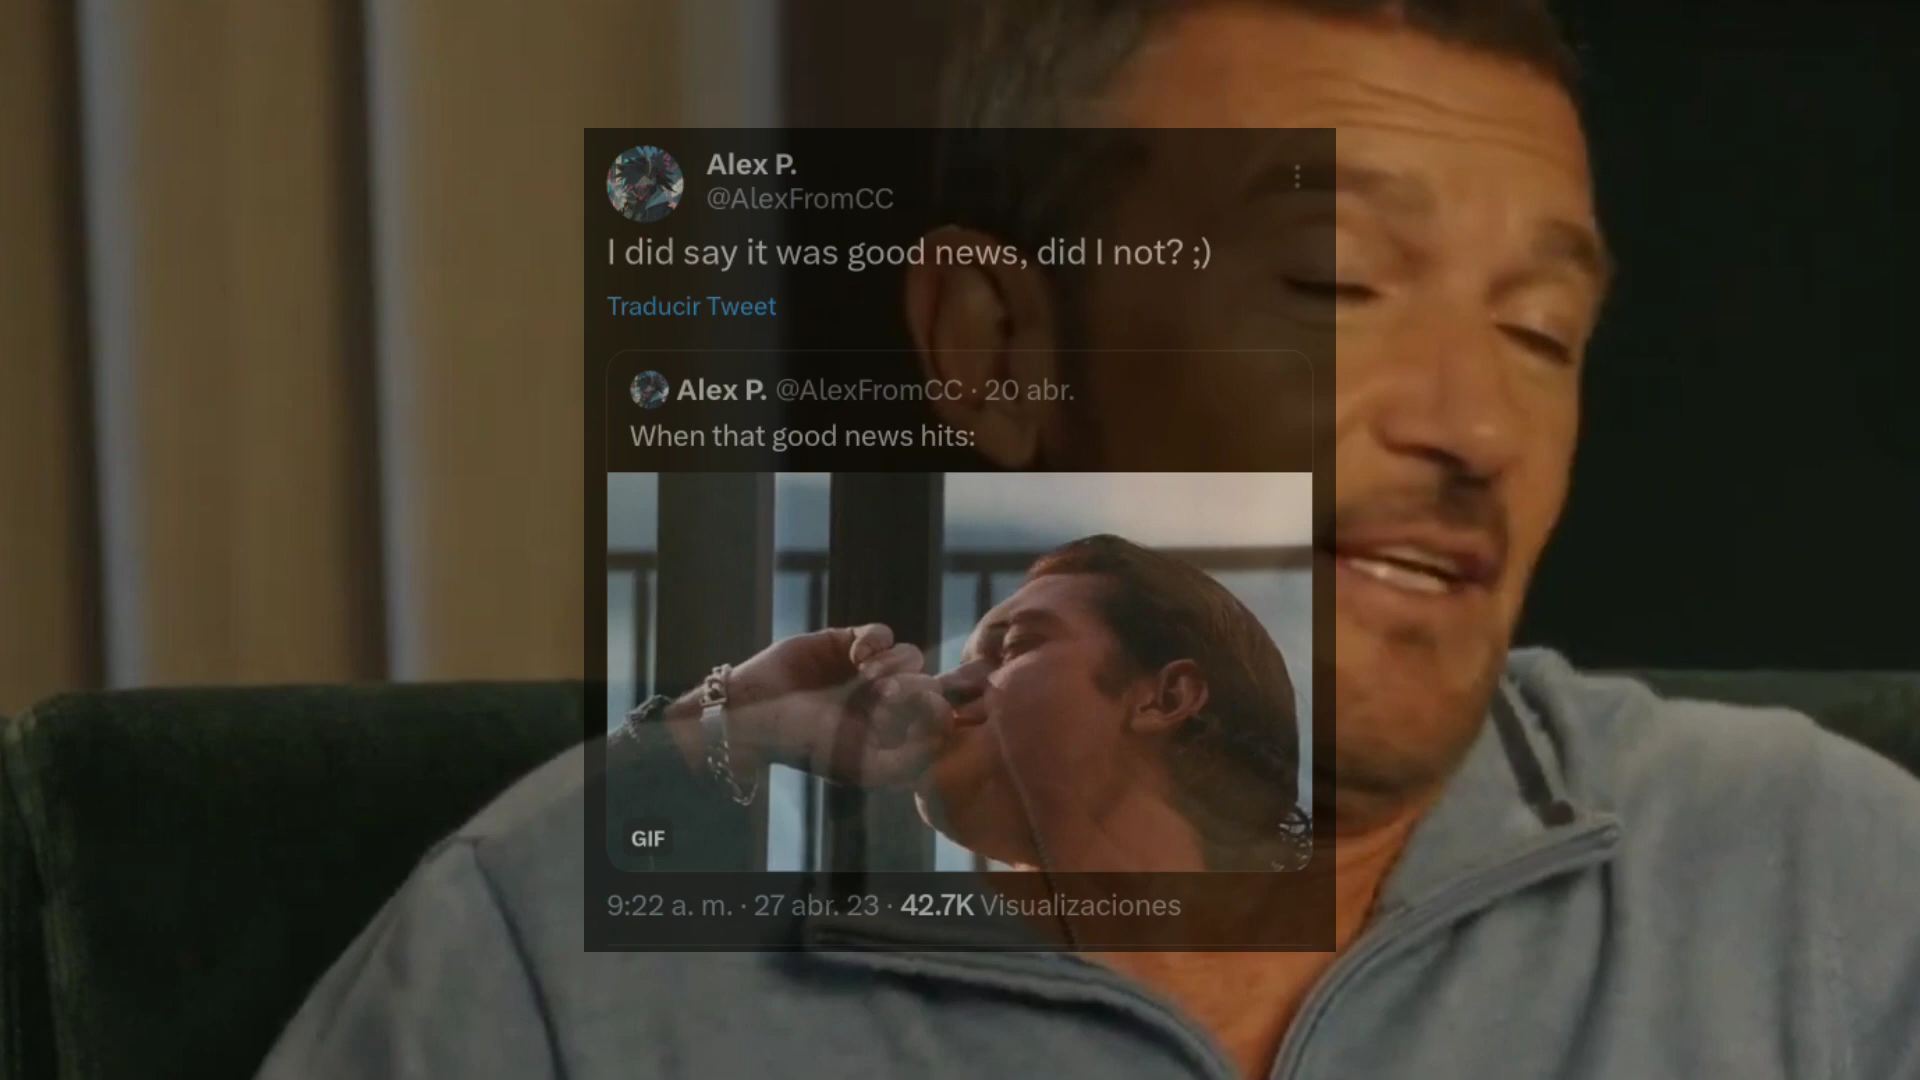 Alex P.
@AlexFromCC
I did say it was good news, did I not? ;)
Traducir Tweet
Alex P. @AlexFromCC · 20 abr.
When that good news hits:
GIF
9:22 a. m. · 27 abr. 23 · 42.7K Visualizaciones